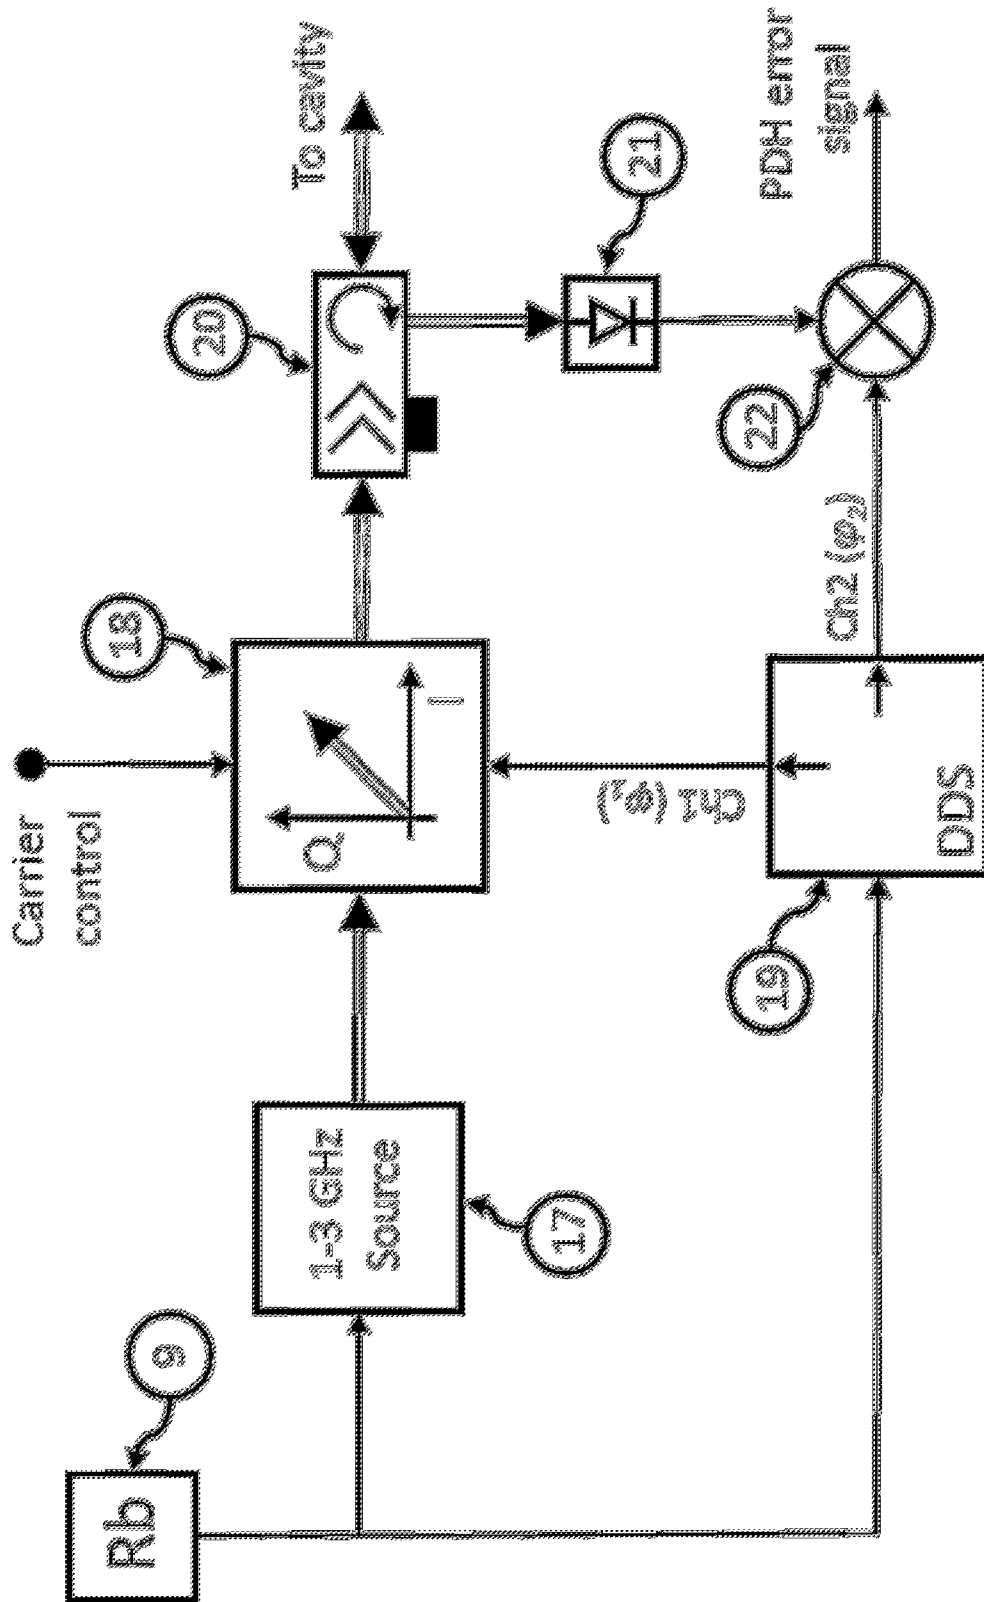 Rb
9
1-3 GHz
Source
17
Carrier
control
18
Q
I
20
To cavity
21
22
PDH error
signal
Ch1 (φ₁)
Ch2 (φ₂)
DDS
19